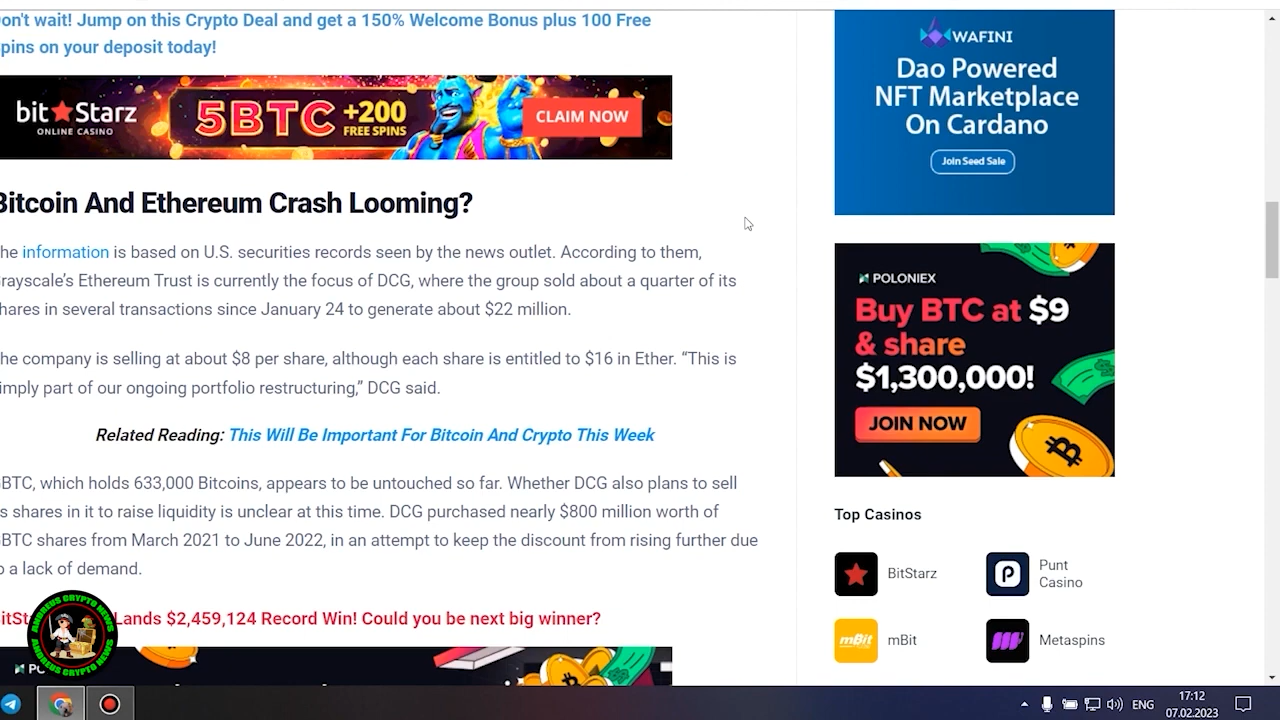 on't wait! Jump on this Crypto Deal and get a 150% Welcome Bonus plus 100 Free
pins on your deposit today!
bit★Starz
ONLINE CASINO
5BTC +200
FREE SPINS
CLAIM NOW
Bitcoin And Ethereum Crash Looming?
he information is based on U.S. securities records seen by the news outlet. According to them,
rayscale's Ethereum Trust is currently the focus of DCG, where the group sold about a quarter of its
hares in several transactions since January 24 to generate about $22 million.
he company is selling at about $8 per share, although each share is entitled to $16 in Ether. “This is
imply part of our ongoing portfolio restructuring,” DCG said.
Related Reading: This Will Be Important For Bitcoin And Crypto This Week
BTC, which holds 633,000 Bitcoins, appears to be untouched so far. Whether DCG also plans to sell
s shares in it to raise liquidity is unclear at this time. DCG purchased nearly $800 million worth of
BTC shares from March 2021 to June 2022, in an attempt to keep the discount from rising further due
o a lack of demand.
itSt Lands $2,459,124 Record Win! Could you be next big winner?
ANDREUS CRYPTO NEWS
ANDREUS CRYPTO NEWS
WAFINI
Dao Powered
NFT Marketplace
On Cardano
Join Seed Sale
POLONIEX
Buy BTC at $9
& share
$1,300,000!
JOIN NOW
Top Casinos
BitStarz
Punt
Casino
mBit
mBit
Metaspins
ENG
17:12
07.02.2023